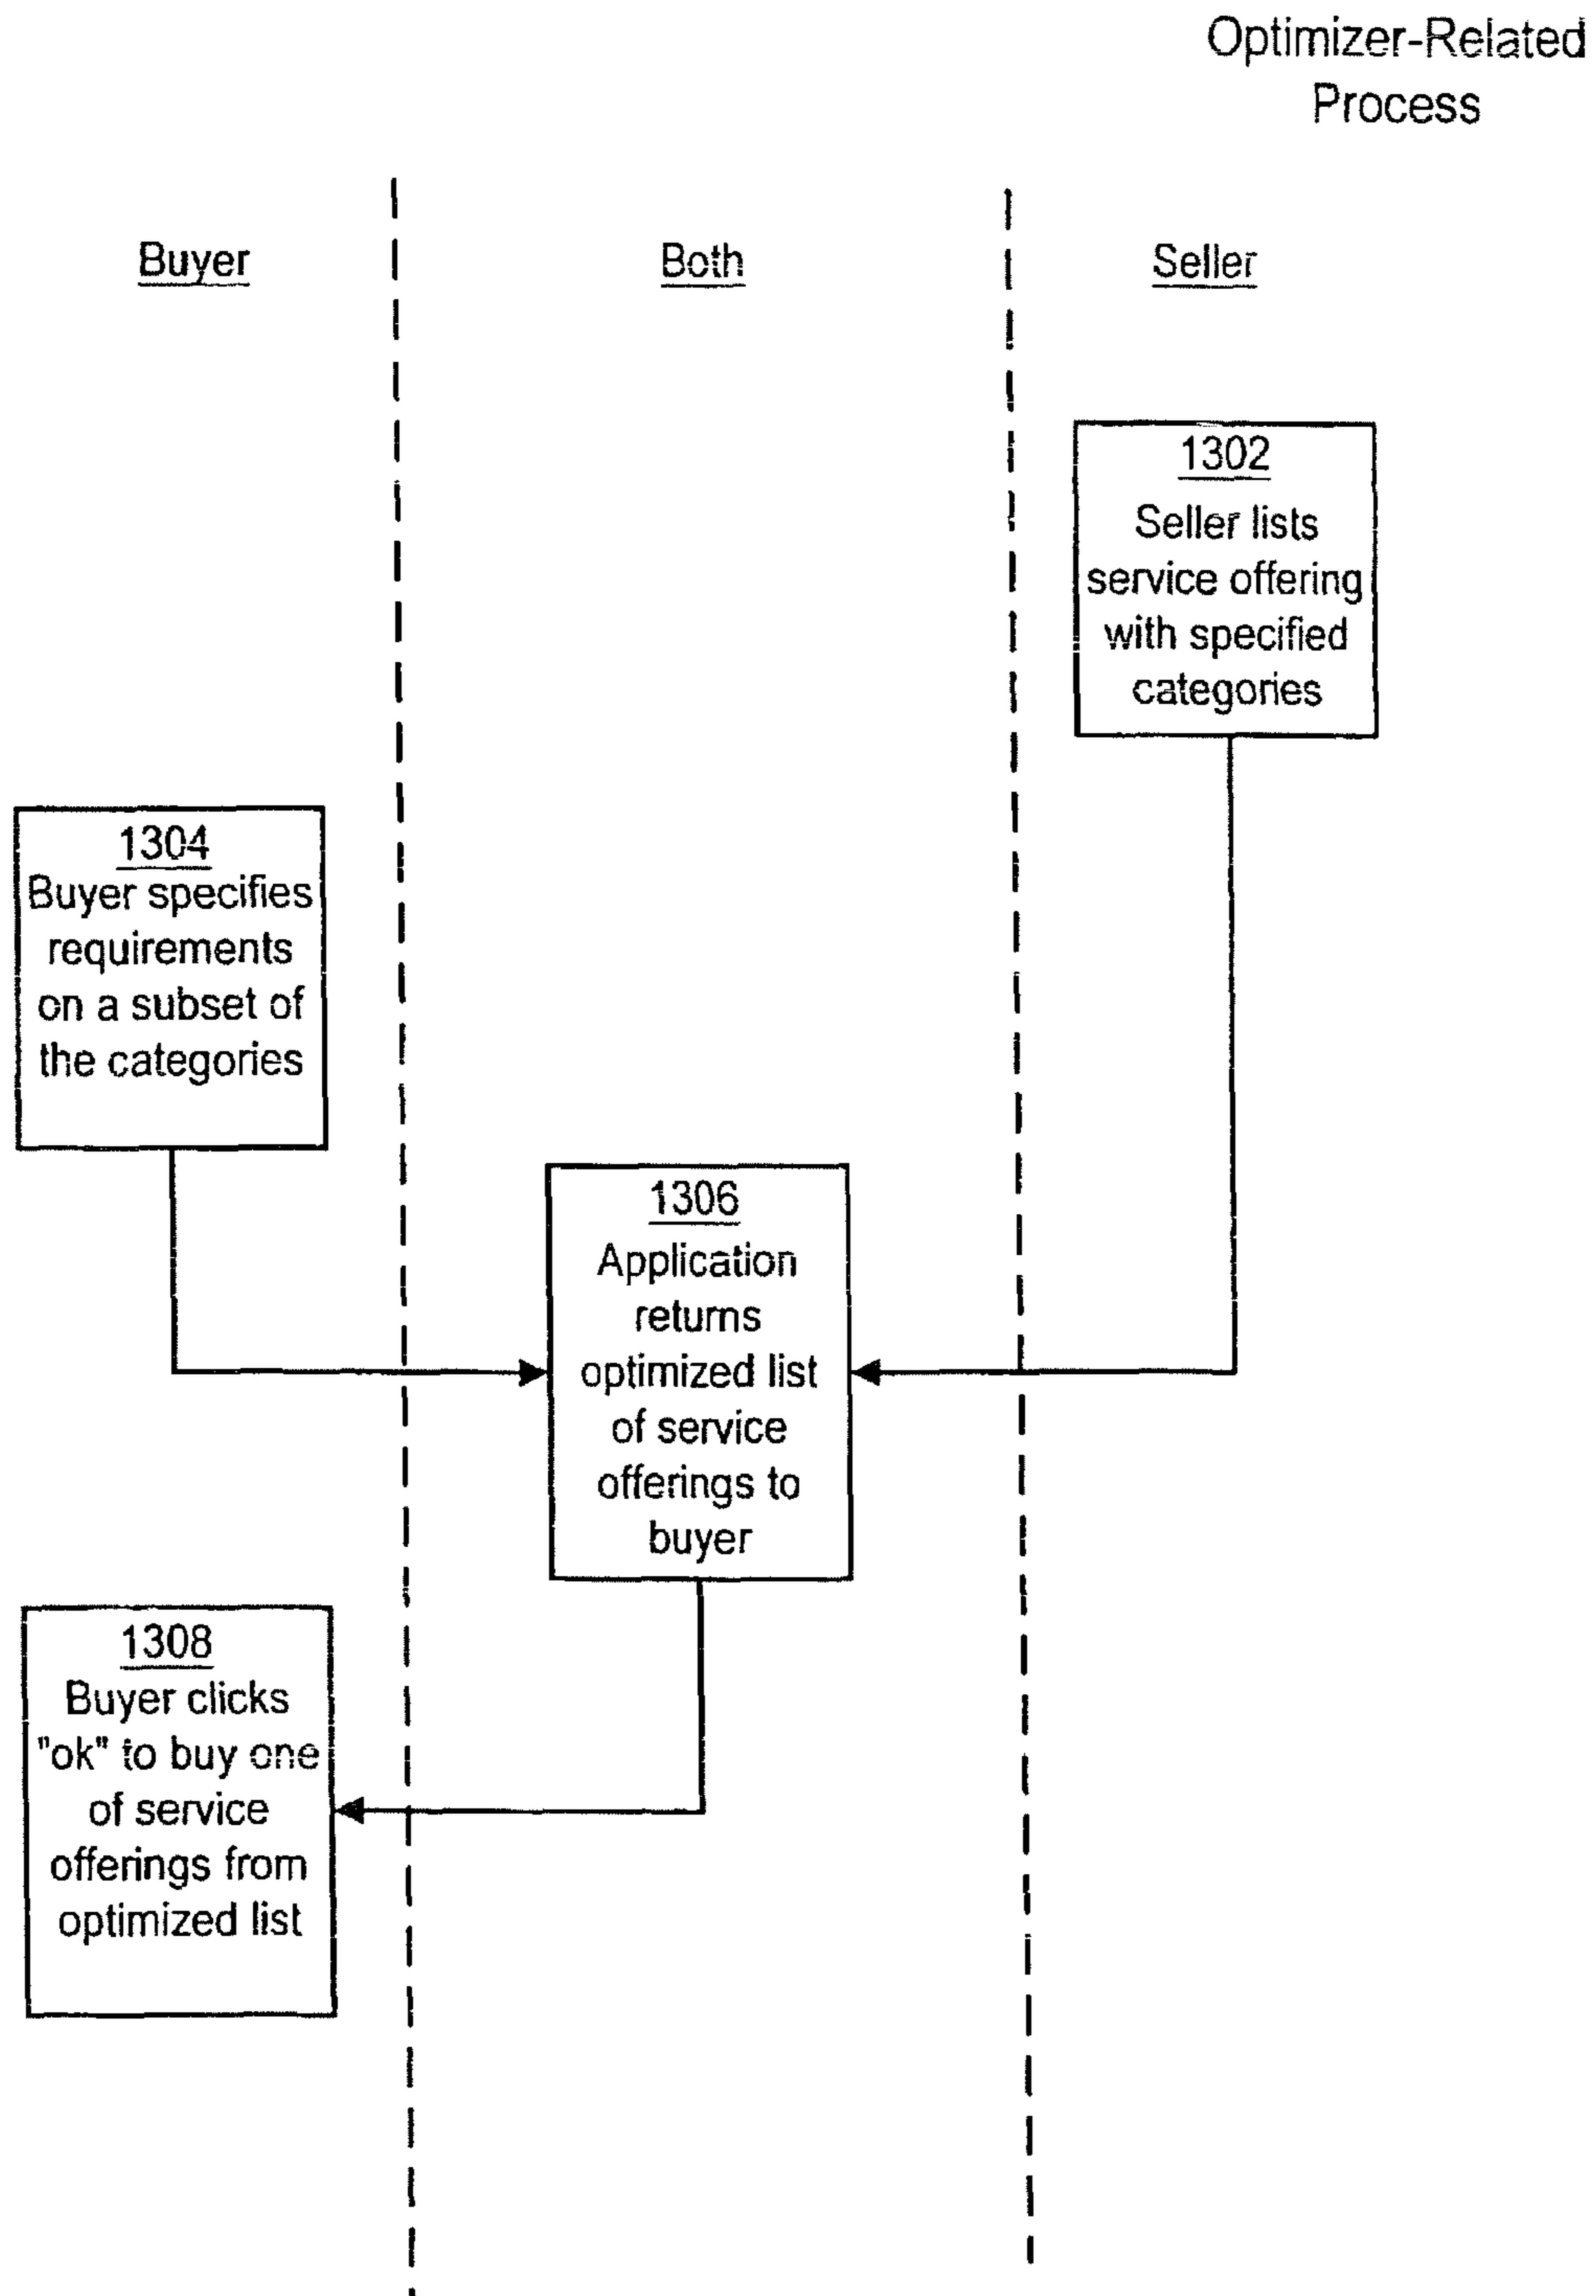 Optimizer-Related
Process
Buyer
Both
Seller
1302
Seller lists
service offering
with specified
categories
1304
Buyer specifies
requirements
on a subset of
the categories
1306
Application
returns
optimized list
of service
offerings to
buyer
1308
Buyer clicks
"ok" to buy one
of service
offerings from
optimized list